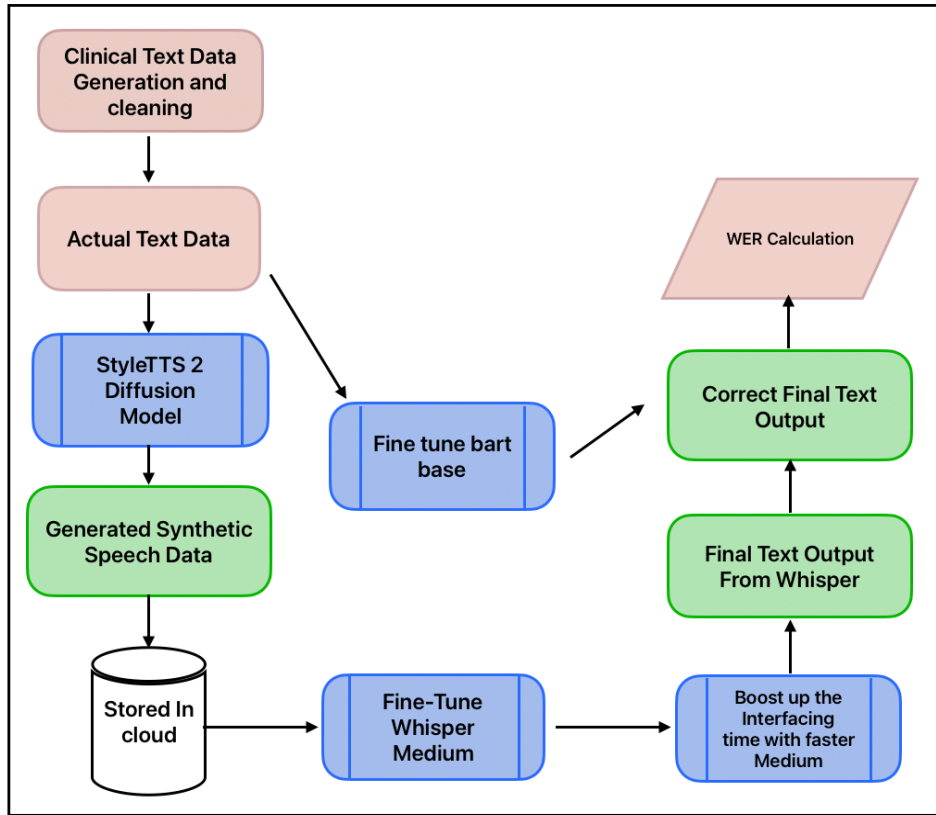 Clinical Text Data
Generation and
cleaning
Actual Text Data
StyleTTS 2
Diffusion
Model
Generated Synthetic
Speech Data
Stored In
cloud
Fine tune bart
base
Fine-Tune
Whisper
Medium
Boost up the
Interfacing
time with faster
Medium
Final Text Output
From Whisper
Correct Final Text
Output
WER Calculation